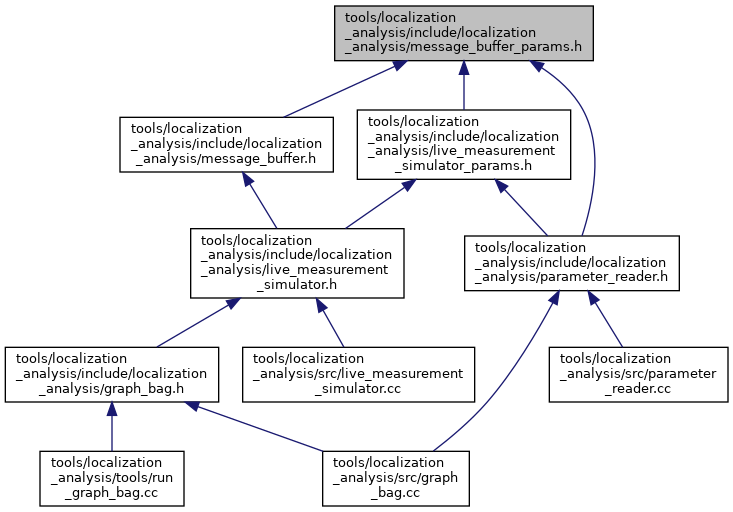 tools/localization
_analysis/include/localization
_analysis/message_buffer_params.h
tools/localization
_analysis/include/localization
_analysis/message_buffer.h
tools/localization
_analysis/include/localization
_analysis/live_measurement
_simulator_params.h
tools/localization
_analysis/include/localization
_analysis/live_measurement
_simulator.h
tools/localization
_analysis/include/localization
_analysis/parameter_reader.h
tools/localization
_analysis/include/localization
_analysis/graph_bag.h
tools/localization
_analysis/src/live_measurement
_simulator.cc
tools/localization
_analysis/src/parameter
_reader.cc
tools/localization
_analysis/tools/run
_graph_bag.cc
tools/localization
_analysis/src/graph
_bag.cc